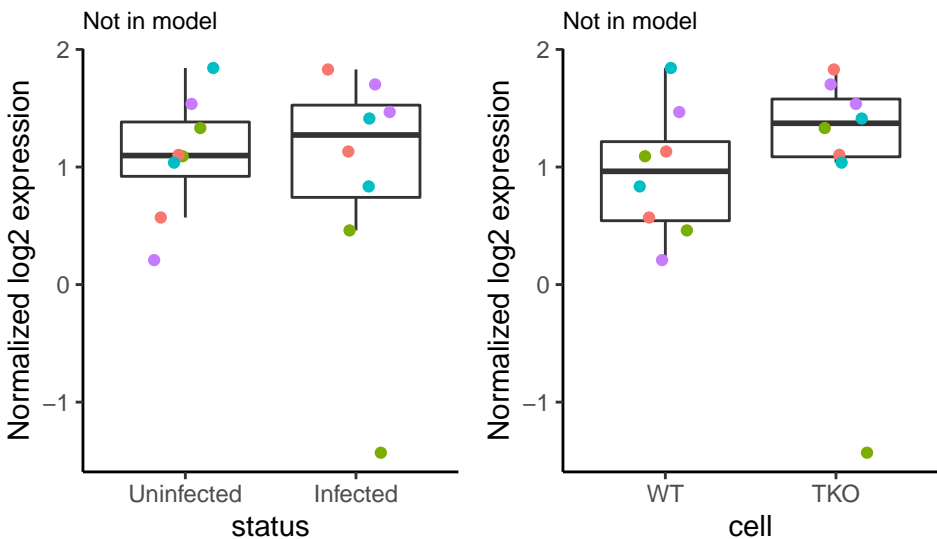 Not in model
Normalized log2 expression
2
1
0
−1
Uninfected
Infected
status
Not in model
Normalized log2 expression
2
1
0
−1
WT
TKO
cell